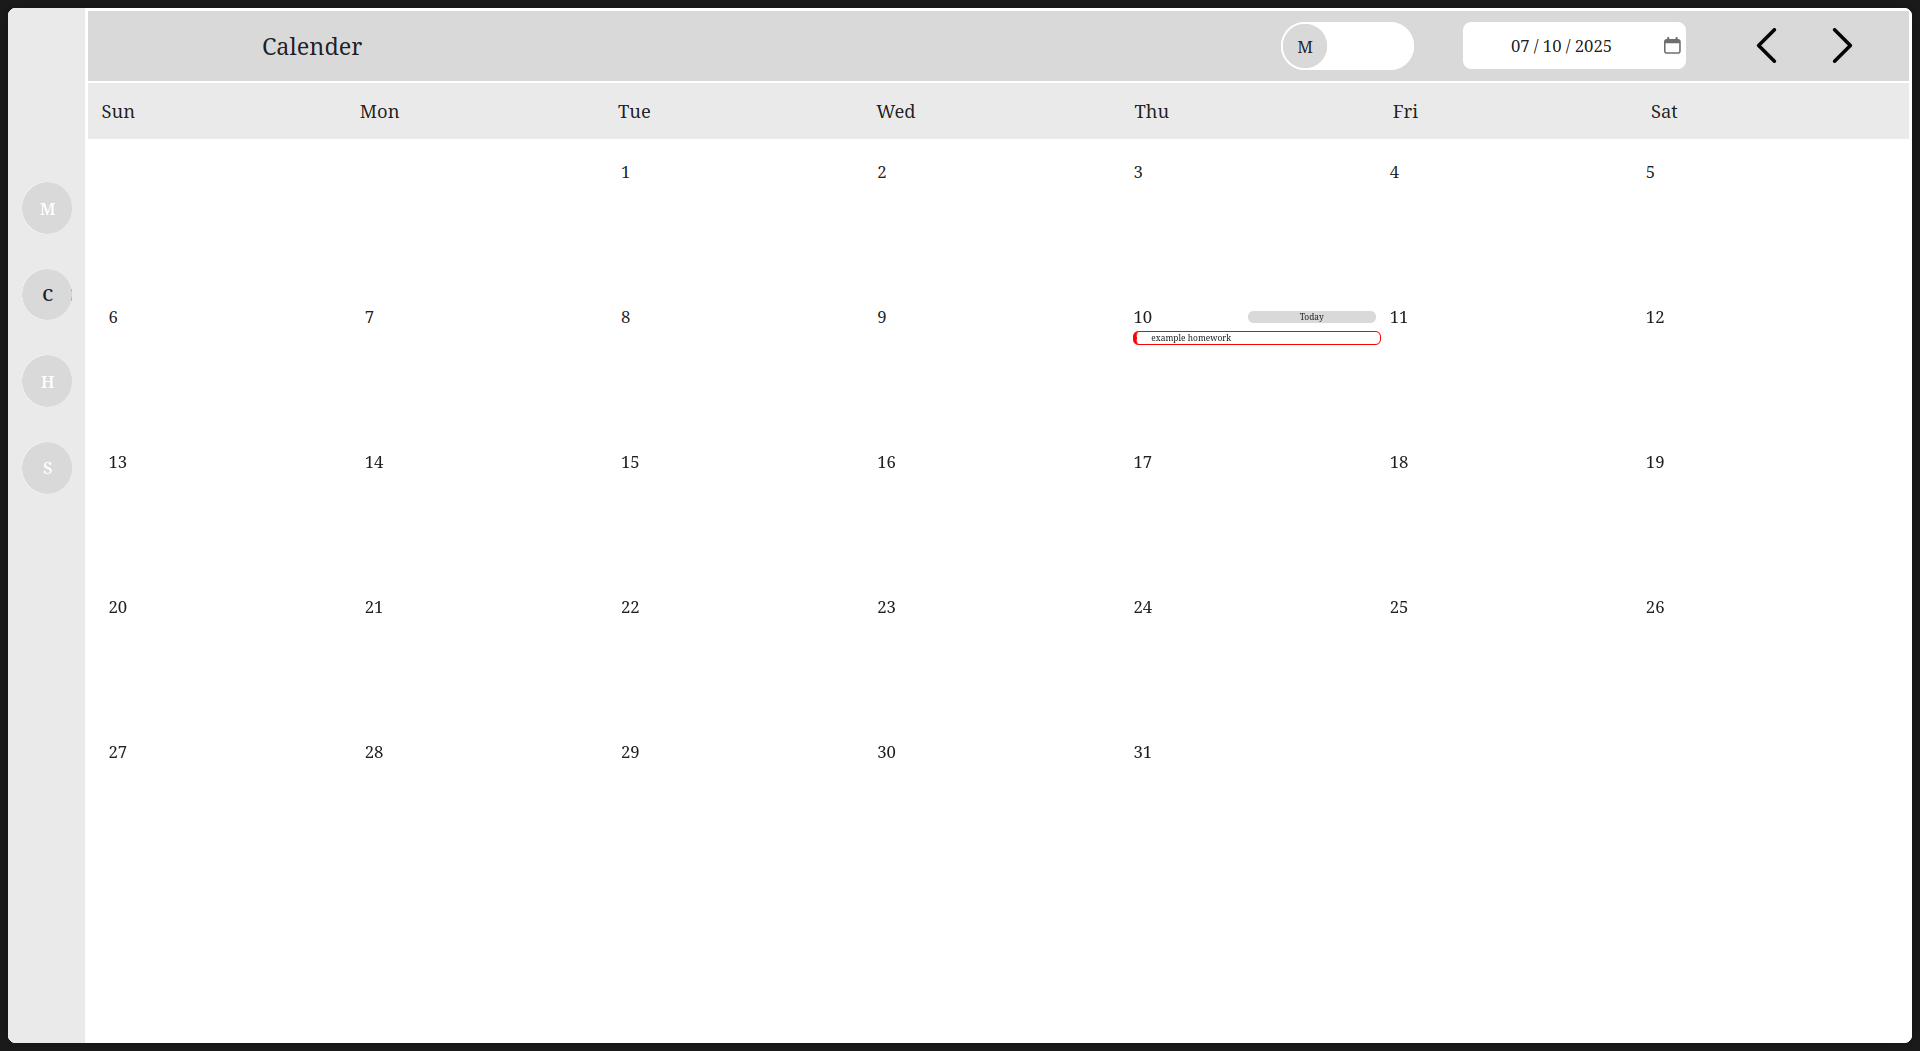 Calender
M
07 / 10 / 2025
Sun Mon Tue Wed Thu Fri Sat
1 2 3 4 5
M
C
H
S
6 7 8 9 10 Today 11 12
example homework
13 14 15 16 17 18 19
20 21 22 23 24 25 26
27 28 29 30 31